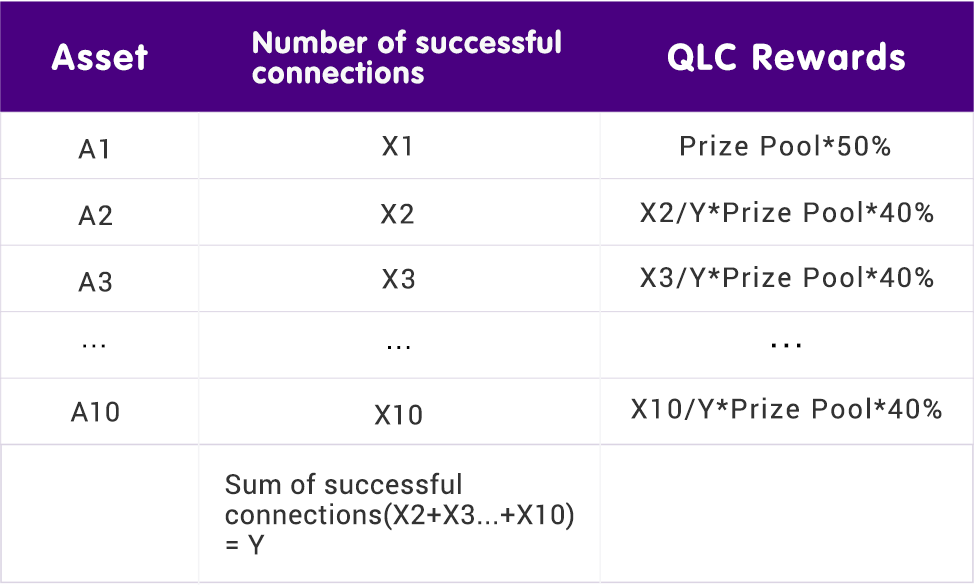 Asset
Number of successful
connections
QLC Rewards
A1
X1
Prize Pool*50%
A2
X2
X2/Y*Prize Pool*40%
A3
X3
X3/Y*Prize Pool*40%
...
...
...
A10
X10
X10/Y*Prize Pool*40%
Sum of successful
connections(X2+X3...+X10)
= Y